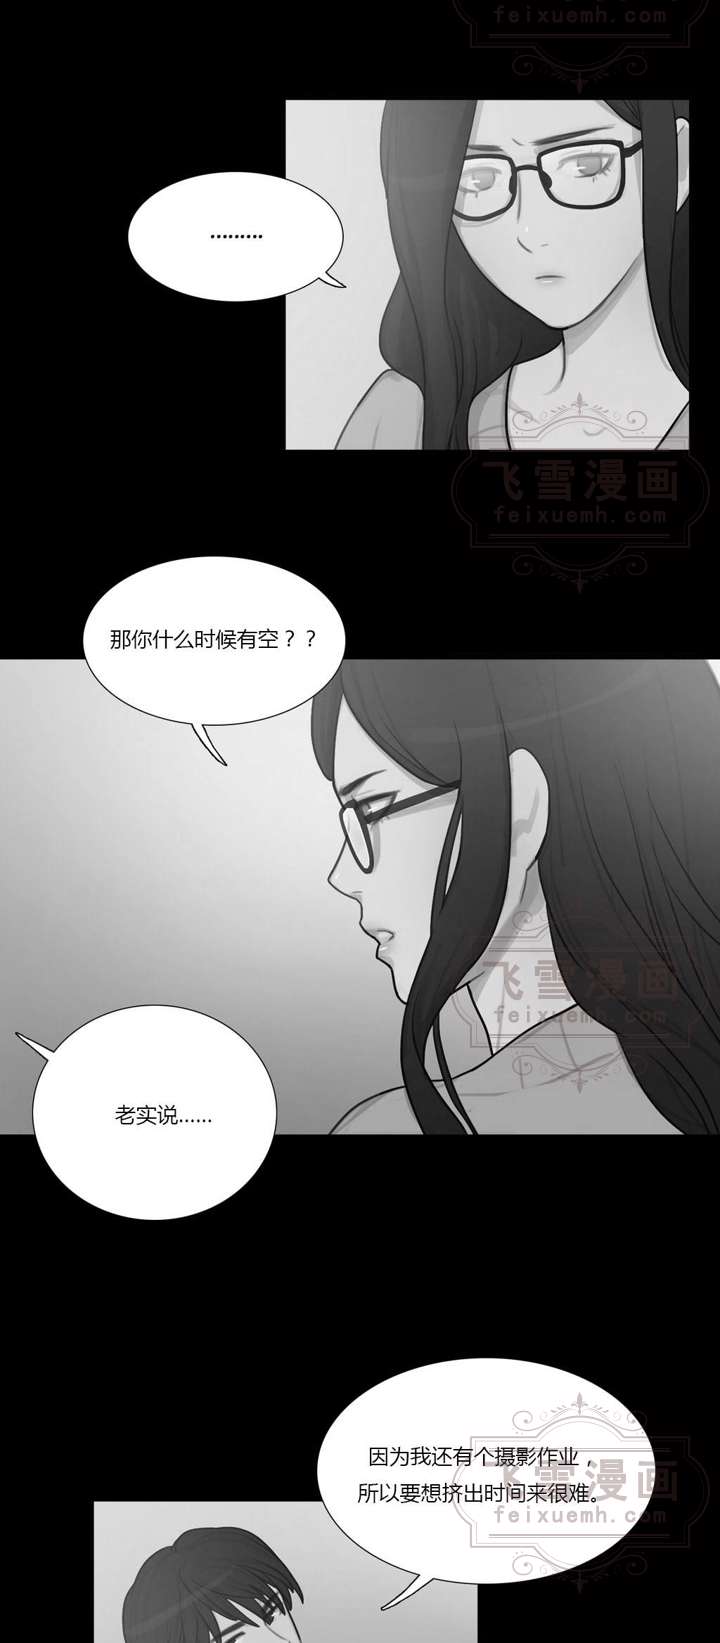 feixuemh.com
………
飞雪漫画
feixuemh.com
那你什么时候有空？？
飞雪漫画
feixuemh.com
老实说……
因为我还有个摄影作业，
所以要想挤出时间来很难。
飞雪漫画
feixuemh.com